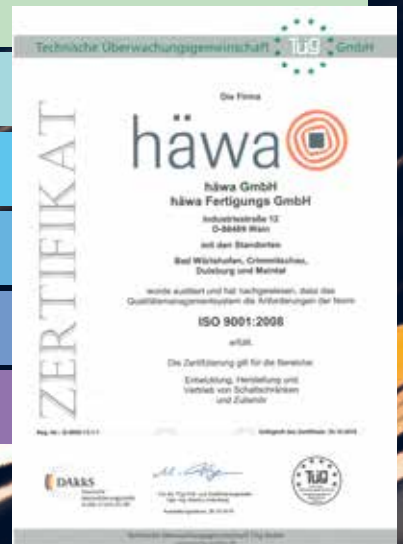 Technische Überwachungsgemeinschaft TÜg GmbH
ZERTIFIKAT
Die Firma
häwa
häwa GmbH
häwa Fertigungs GmbH
Industriestraße 12
D-88489 Wain
mit den Standorten
Bad Wörishofen, Crimmitschau,
Duisburg und Maintal
wurde auditiert und hat nachgewiesen, dass das
Qualitätsmanagementsystem die Anforderungen der Norm
ISO 9001:2008
erfüllt.
Die Zertifizierung gilt für die Bereiche:
Entwicklung, Herstellung und
Vertrieb von Schaltschränken
und Zubehör
DAkkS
TÜg